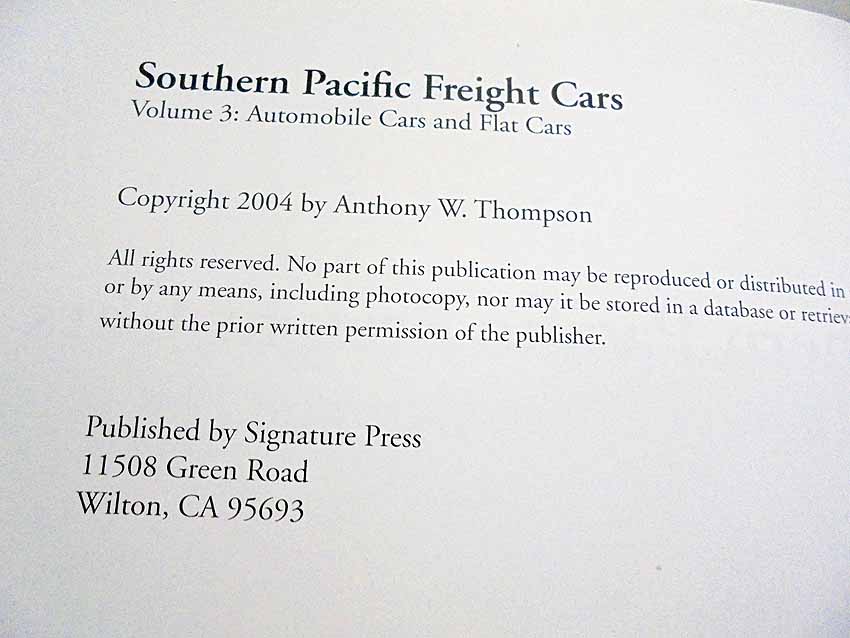 Southern Pacific Freight Cars
Volume 3: Automobile Cars and Flat Cars
Copyright 2004 by Anthony W. Thompson
All rights reserved. No part of this publication may be reproduced or distributed in
or by any means, including photocopy, nor may it be stored in a database or retriev
without the prior written permission of the publisher.
Published by Signature Press
11508 Green Road
Wilton, CA 95693